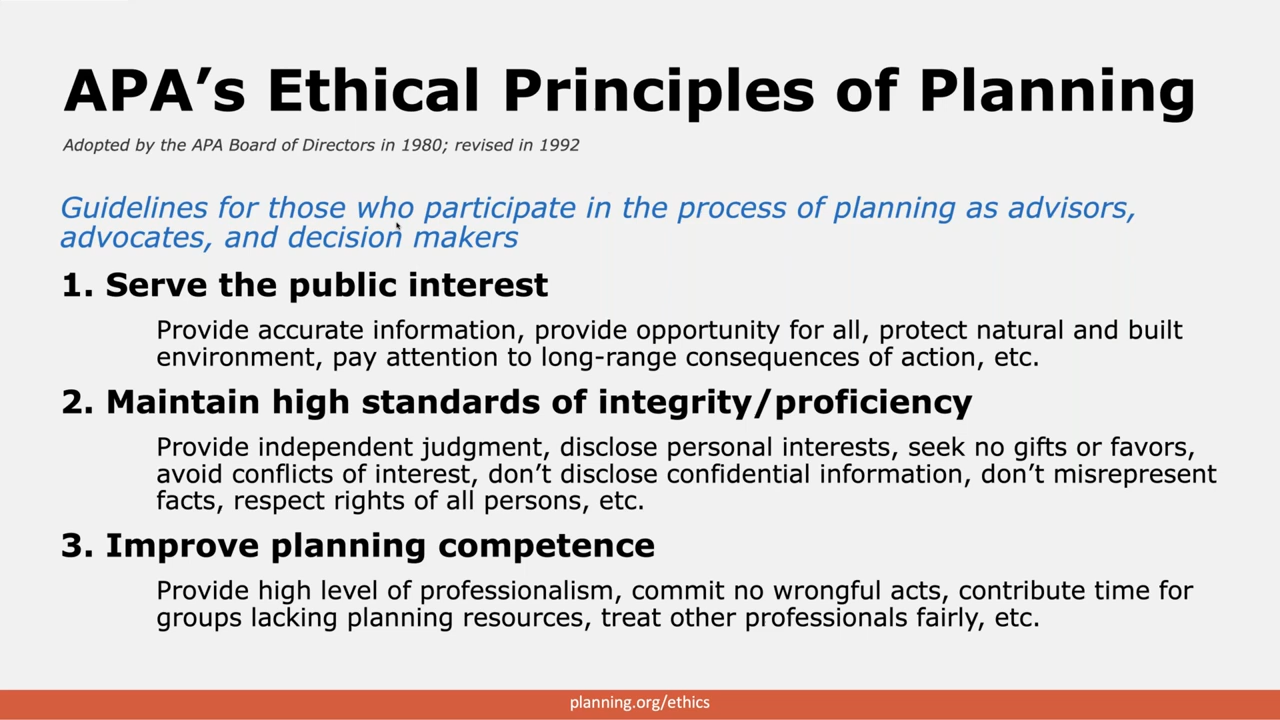 APA’s Ethical Principles of Planning
Adopted by the APA Board of Directors in 1980; revised in 1992
Guidelines for those who participate in the process of planning as advisors,
advocates, and decision makers
1. Serve the public interest
Provide accurate information, provide opportunity for all, protect natural and built
environment, pay attention to long-range consequences of action, etc.
2. Maintain high standards of integrity/proficiency
Provide independent judgment, disclose personal interests, seek no gifts or favors,
avoid conflicts of interest, don’t disclose confidential information, don’t misrepresent
facts, respect rights of all persons, etc.
3. Improve planning competence
Provide high level of professionalism, commit no wrongful acts, contribute time for
groups lacking planning resources, treat other professionals fairly, etc.
planning.org/ethics